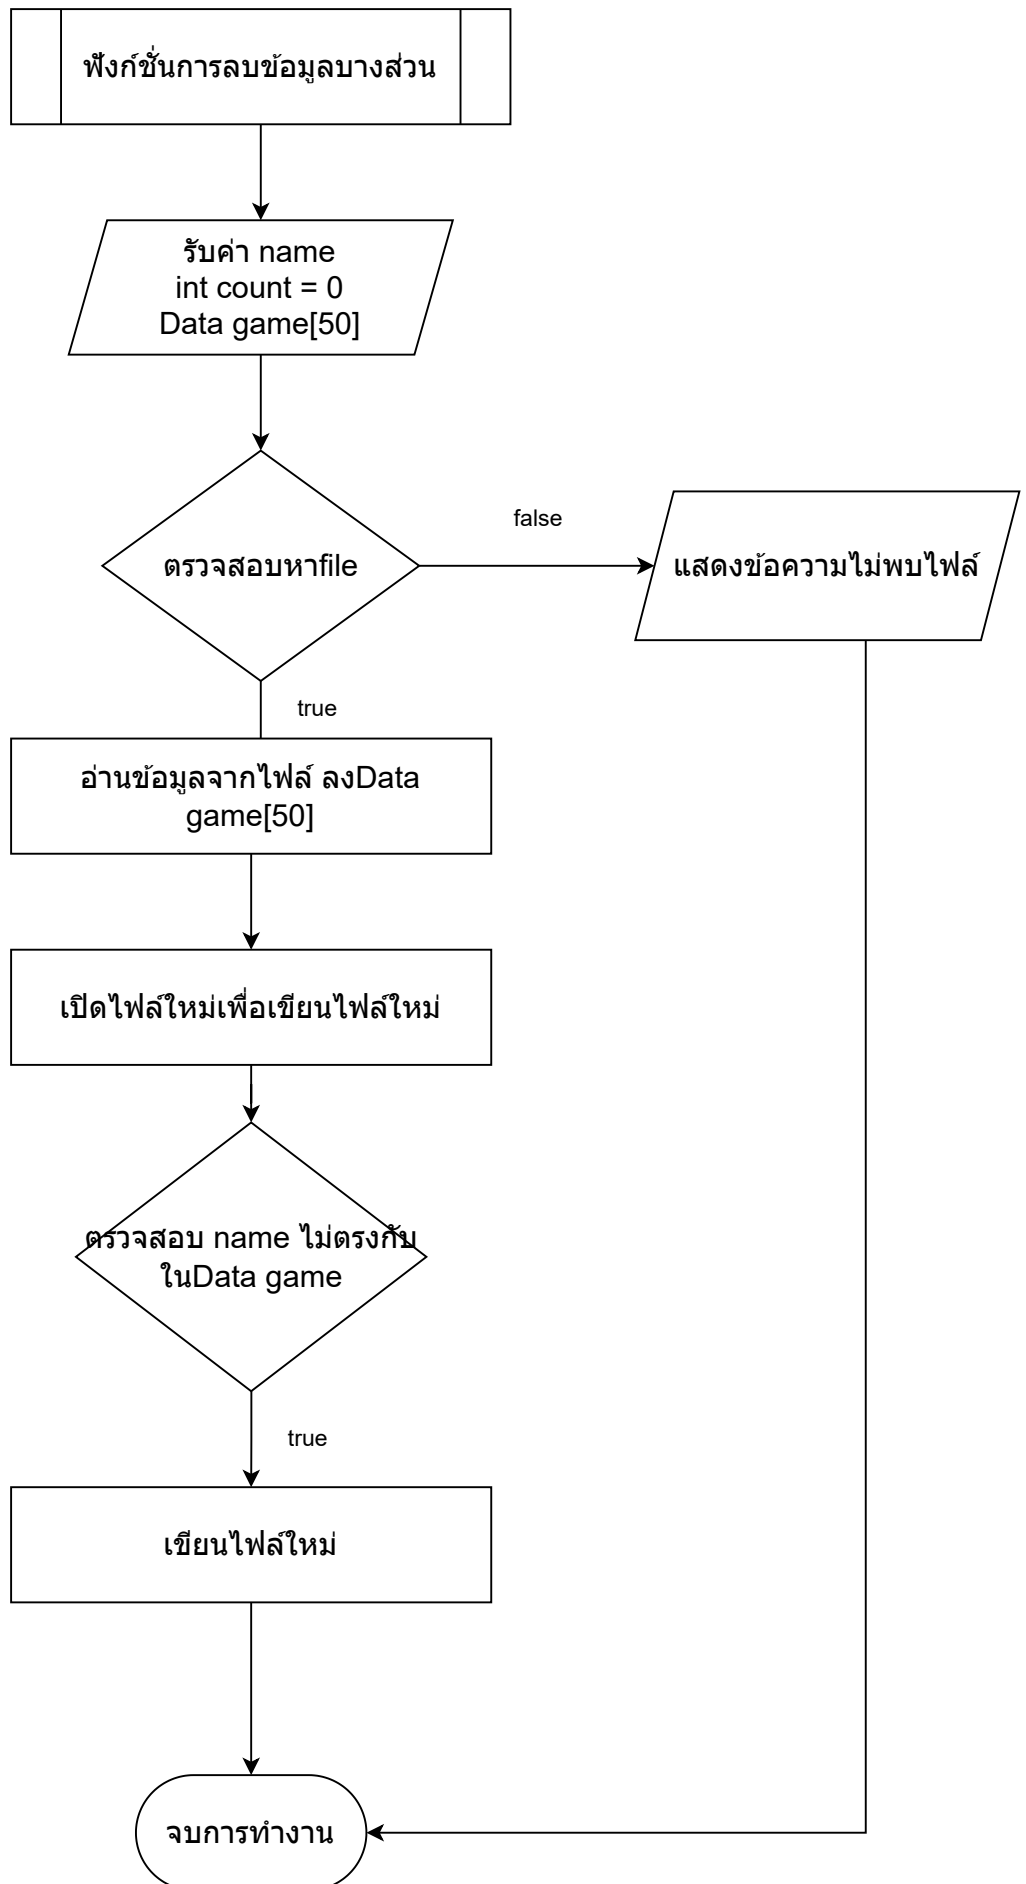 ฟังก์ชั่นการลบข้อมูลบางส่วน
รับค่า name
int count = 0
Data game[50]
ตรวจสอบหาfile
false
แสดงข้อความไม่พบไฟล์
true
อ่านข้อมูลจากไฟล์ ลงData
game[50]
เปิดไฟล์ใหม่เพื่อเขียนไฟล์ใหม่
ตรวจสอบ name ไม่ตรงกับ
ในData game
true
เขียนไฟล์ใหม่
จบการทำงาน